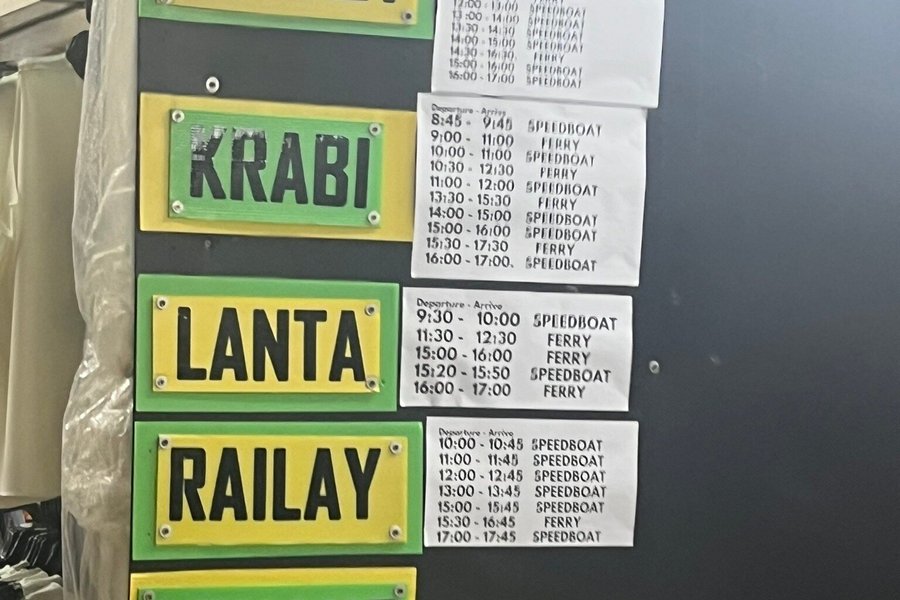 12:00 - 13:00 SPEEDBOAT
13:00 - 14:00 SPEEDBOAT
13:30 - 14:30 SPEEDBOAT
14:00 - 15:00 SPEEDBOAT
14:30 - 16:30 FERRY
15:00 - 16:00 SPEEDBOAT
16:00 - 17:00 SPEEDBOAT
KRABI
Departure - Arrive
8:45 - 9:45 SPEEDBOAT
9:00 - 11:00 FERRY
10:00 - 11:00 SPEEDBOAT
10:30 - 12:30 FERRY
11:00 - 12:00 SPEEDBOAT
13:30 - 15:30 FERRY
14:00 - 15:00 SPEEDBOAT
15:00 - 16:00 SPEEDBOAT
15:30 - 17:30 FERRY
16:00 - 17:00. SPEEDBOAT
LANTA
Departure - Arrive
9:30 - 10:00 SPEEDBOAT
11:30 - 12:30 FERRY
15:00 - 16:00 FERRY
15:20 - 15:50 SPEEDBOAT
16:00 - 17:00 FERRY
RAILAY
Departure - Arrive
10:00 - 10:45 SPEEDBOAT
11:00 - 11:45 SPEEDBOAT
12:00 - 12:45 SPEEDBOAT
13:00 - 13:45 SPEEDBOAT
15:00 - 15:45 SPEEDBOAT
15:30 - 16:45 FERRY
17:00 - 17:45 SPEEDBOAT